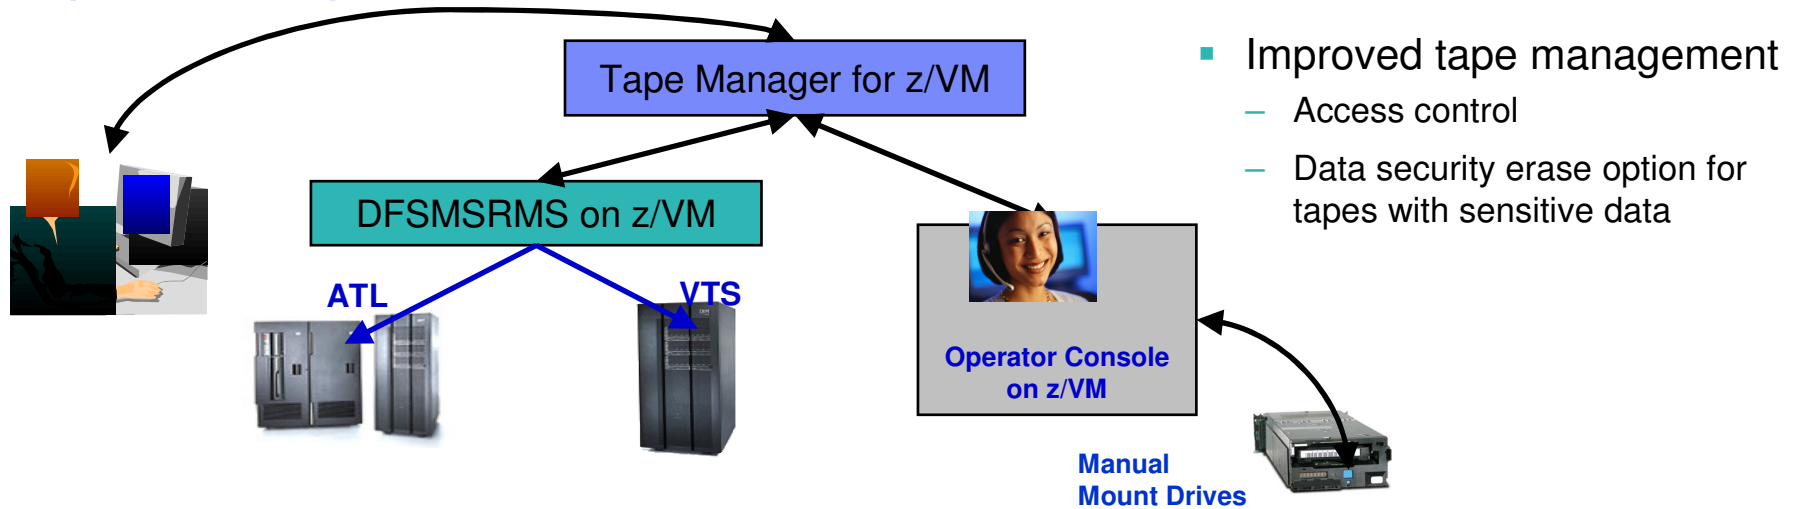 Tape Manager for z/VM
DFSMSRMS on z/VM
ATL
VTS
Operator Console
on z/VM
Manual
Mount Drives
Improved tape management
– Access control
– Data security erase option for
tapes with sensitive data